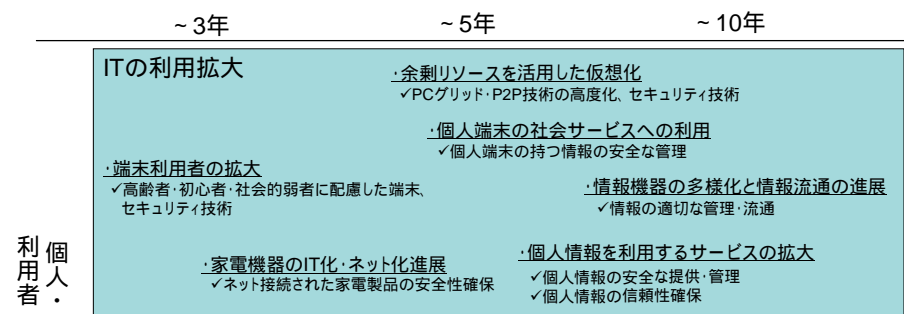 ~3年
~5年
~10年
ITの利用拡大
·余剰リソースを活用した仮想化
✓PCグリッド·P2P技術の高度化、セキュリティ技術
·個人端末の社会サービスへの利用
✓個人端末の持つ情報の安全な管理
·端末利用者の拡大
✓高齢者·初心者·社会的弱者に配慮した端末、
セキュリティ技術
·情報機器の多様化と情報流通の進展
✓情報の適切な管理·流通
個人・
利用者
·家電機器のIT化·ネット化進展
✓ネット接続された家電製品の安全性確保
·個人情報を利用するサービスの拡大
✓個人情報の安全な提供·管理
✓個人情報の信頼性確保